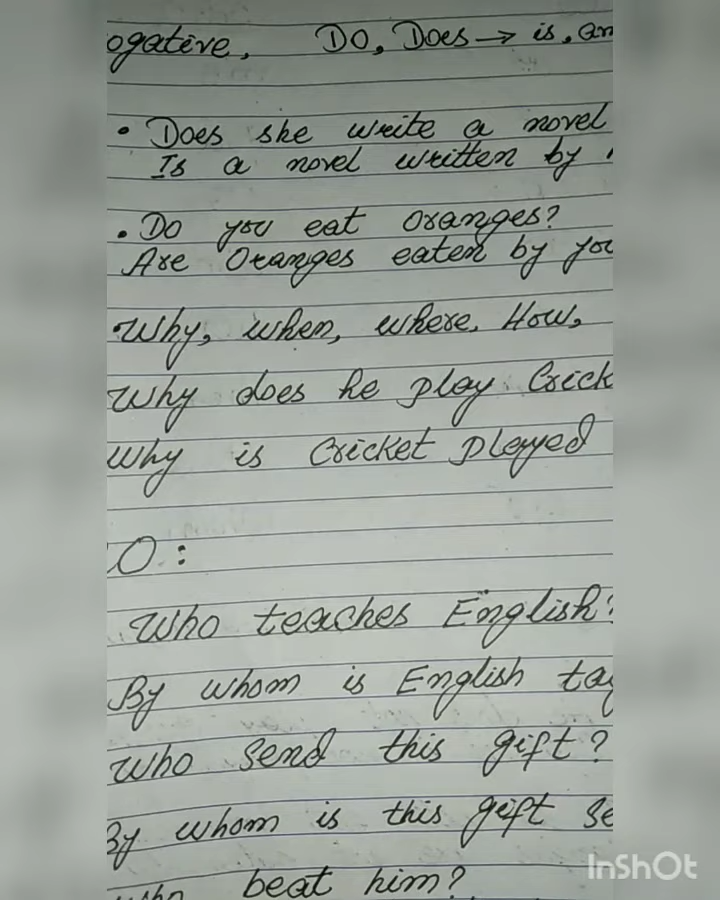 ogative, DO, Does → is, am
• Does she write a novel
Is a novel written by
• Do you eat oranges?
Are Oranges eaten by you
• Why, when, where, How,
Why does he play Crick
Why is Cricket played
O :
Who teaches English?
By whom is English tau
Who send this gift?
By whom is this gift se
who beat him?
InShOt